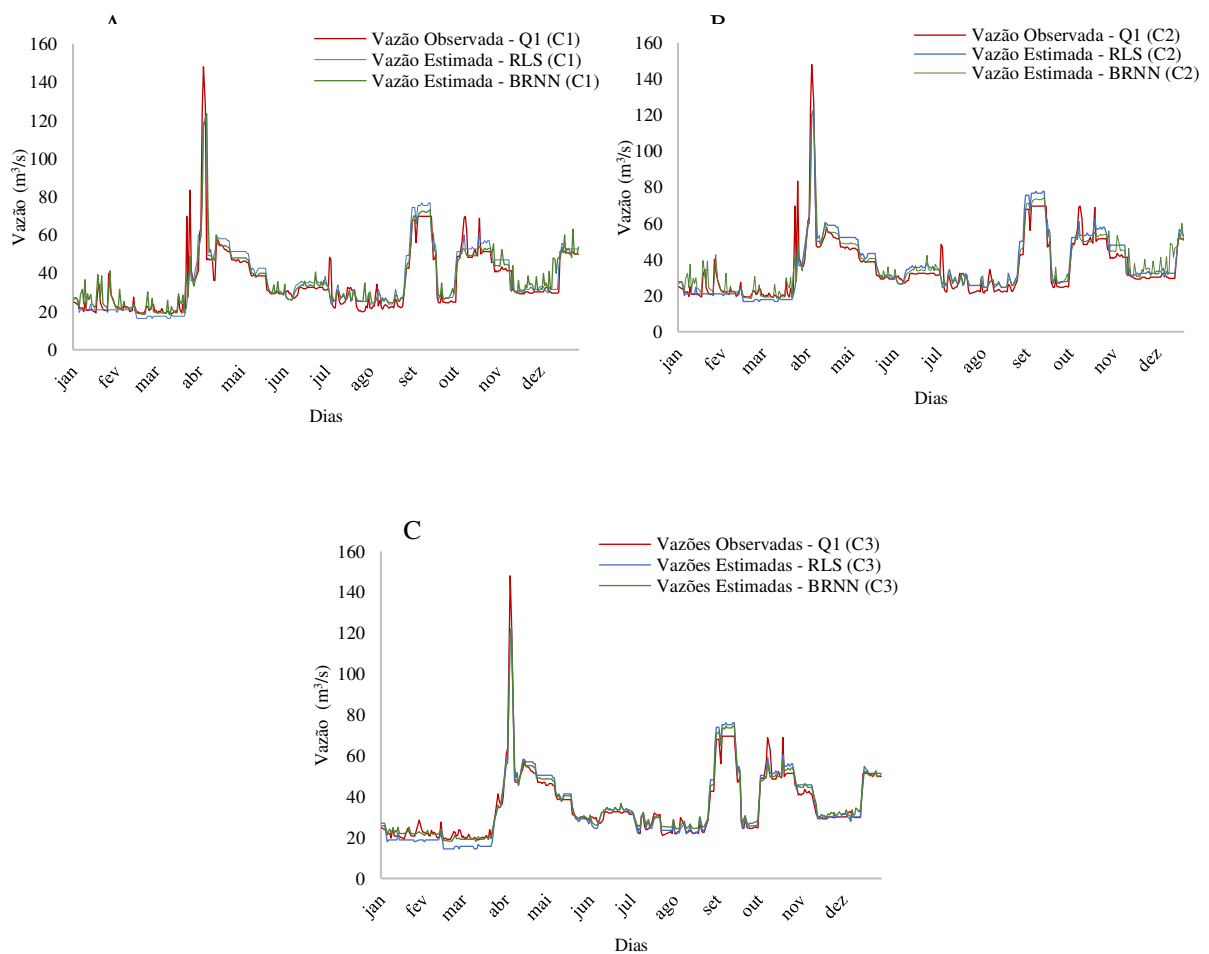 A
Vazão Observada - Q1 (C1)
Vazão Estimada - RLS (C1)
Vazão Estimada - BRNN (C1)
160
140
120
100
80
60
40
20
0
Vazão (m³/s)
jan fev mar abr mai jun jul ago set out nov dez
Dias
B
Vazão Observada - Q1 (C2)
Vazão Estimada - RLS (C2)
Vazão Estimada - BRNN (C2)
160
140
120
100
80
60
40
20
0
Vazão (m³/s)
jan fev mar abr mai jun jul ago set out nov dez
Dias
C
Vazões Observadas - Q1 (C3)
Vazões Estimadas - RLS (C3)
Vazões Estimadas - BRNN (C3)
160
140
120
100
80
60
40
20
0
Vazão (m³/s)
jan fev mar abr mai jun jul ago set out nov dez
Dias